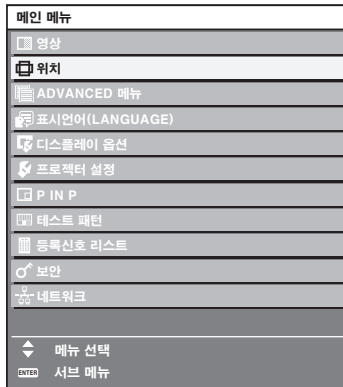 메인 메뉴
영상
위치
ADVANCED 메뉴
표시언어(LANGUAGE)
디스플레이 옵션
프로젝터 설정
P IN P
테스트 패턴
등록신호 리스트
보안
네트워크
메뉴 선택
ENTER 서브 메뉴